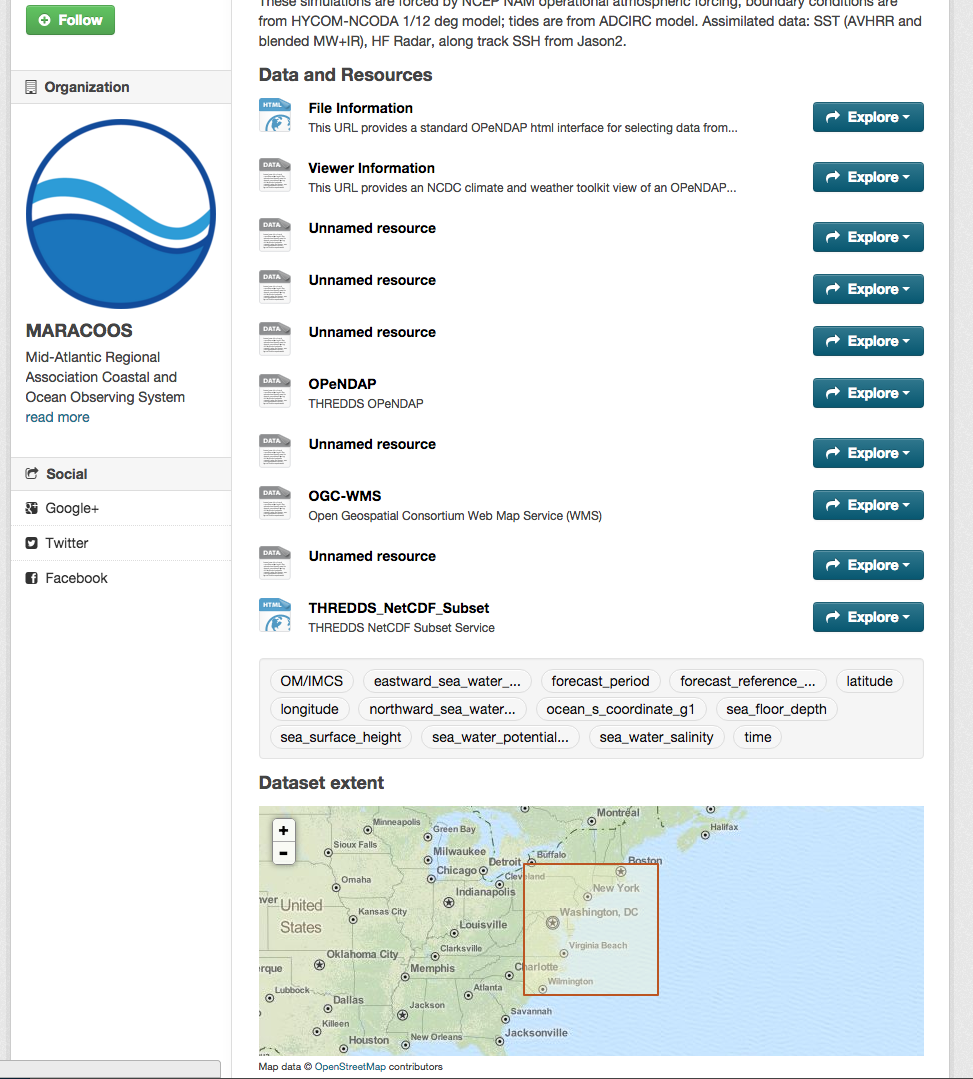 Follow
These simulations are forced by NCEP NAM operational atmospheric forcing; boundary conditions are
from HYCOM-NCODA 1/12 deg model; tides are from ADCIRC model. Assimilated data: SST (AVHRR and
blended MW+IR), HF Radar, along track SSH from Jason2.
Organization
MARACOOS
Mid-Atlantic Regional
Association Coastal and
Ocean Observing System
read more
Social
Google+
Twitter
Facebook
Data and Resources
HTML
File Information
This URL provides a standard OPeNDAP html interface for selecting data from...
Explore
DATA
Viewer Information
This URL provides an NCDC climate and weather toolkit view of an OPeNDAP...
Explore
DATA
Unnamed resource
Explore
DATA
Unnamed resource
Explore
DATA
Unnamed resource
Explore
DATA
OPeNDAP
THREDDS OPeNDAP
Explore
DATA
Unnamed resource
Explore
DATA
OGC-WMS
Open Geospatial Consortium Web Map Service (WMS)
Explore
DATA
Unnamed resource
Explore
HTML
THREDDS_NetCDF_Subset
THREDDS NetCDF Subset Service
Explore
OM/IMCS eastward_sea_water_... forecast_period forecast_reference_... latitude
longitude northward_sea_water... ocean_s_coordinate_g1 sea_floor_depth
sea_surface_height sea_water_potential... sea_water_salinity time
Dataset extent
+
-
Montréal
Minneapolis
Green Bay
Halifax
Sioux Falls
Milwaukee
Buffalo
Detroit
Boston
Chicago
Cleveland
Omaha
Indianapolis
New York
nver
United
States
Kansas City
Washington, DC
Louisville
Clarksville
Virginia Beach
Oklahoma City
rque
Memphis
Charlotte
Wilmington
Lubbock
Atlanta
Dallas
Jackson
Savannah
Killeen
Houston
New Orleans
Jacksonville
Map data © OpenStreetMap contributors